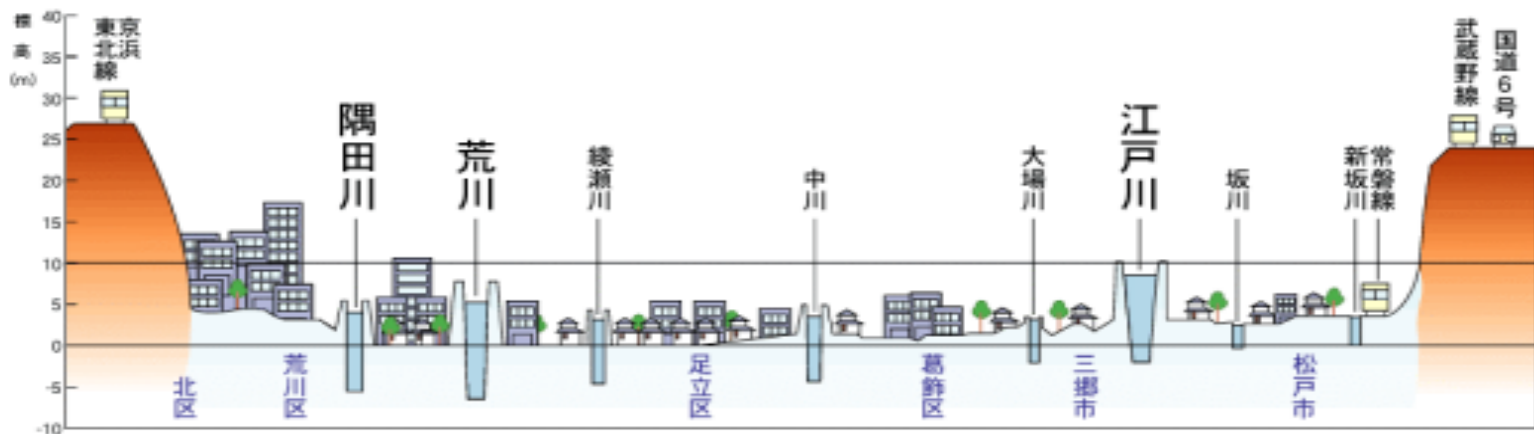 標高(m)
40
35
30
25
20
15
10
5
0
-5
-10
京浜
東北線
隅田川
荒川
綾瀬川
中川
大場川
江戸川
坂川
新坂川
常磐線
武蔵野線
国道6号
北区
荒川区
足立区
葛飾区
三郷市
松戸市